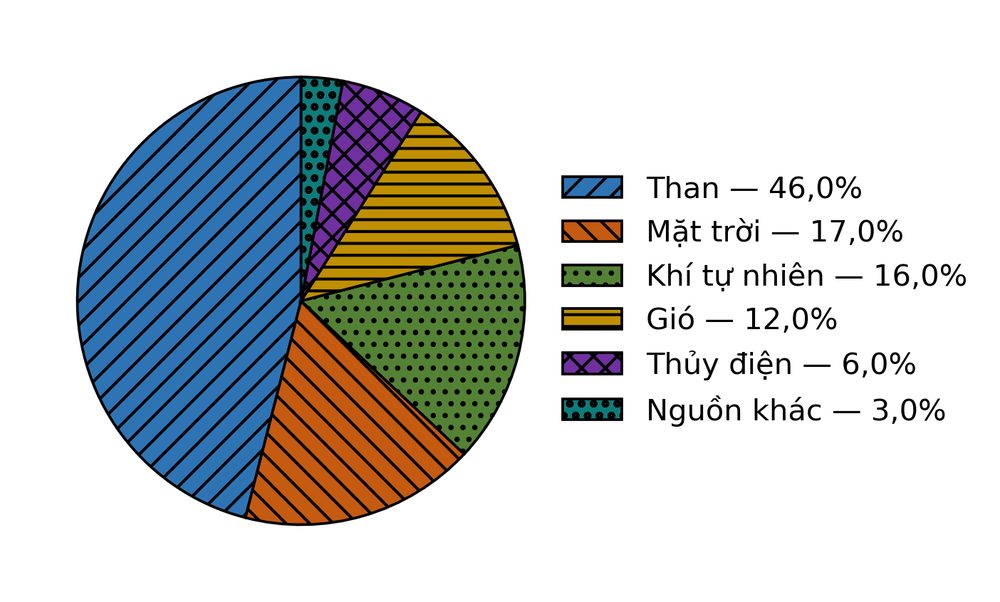 Than — 46,0%
Mặt trời — 17,0%
Khí tự nhiên — 16,0%
Gió — 12,0%
Thủy điện — 6,0%
Nguồn khác — 3,0%